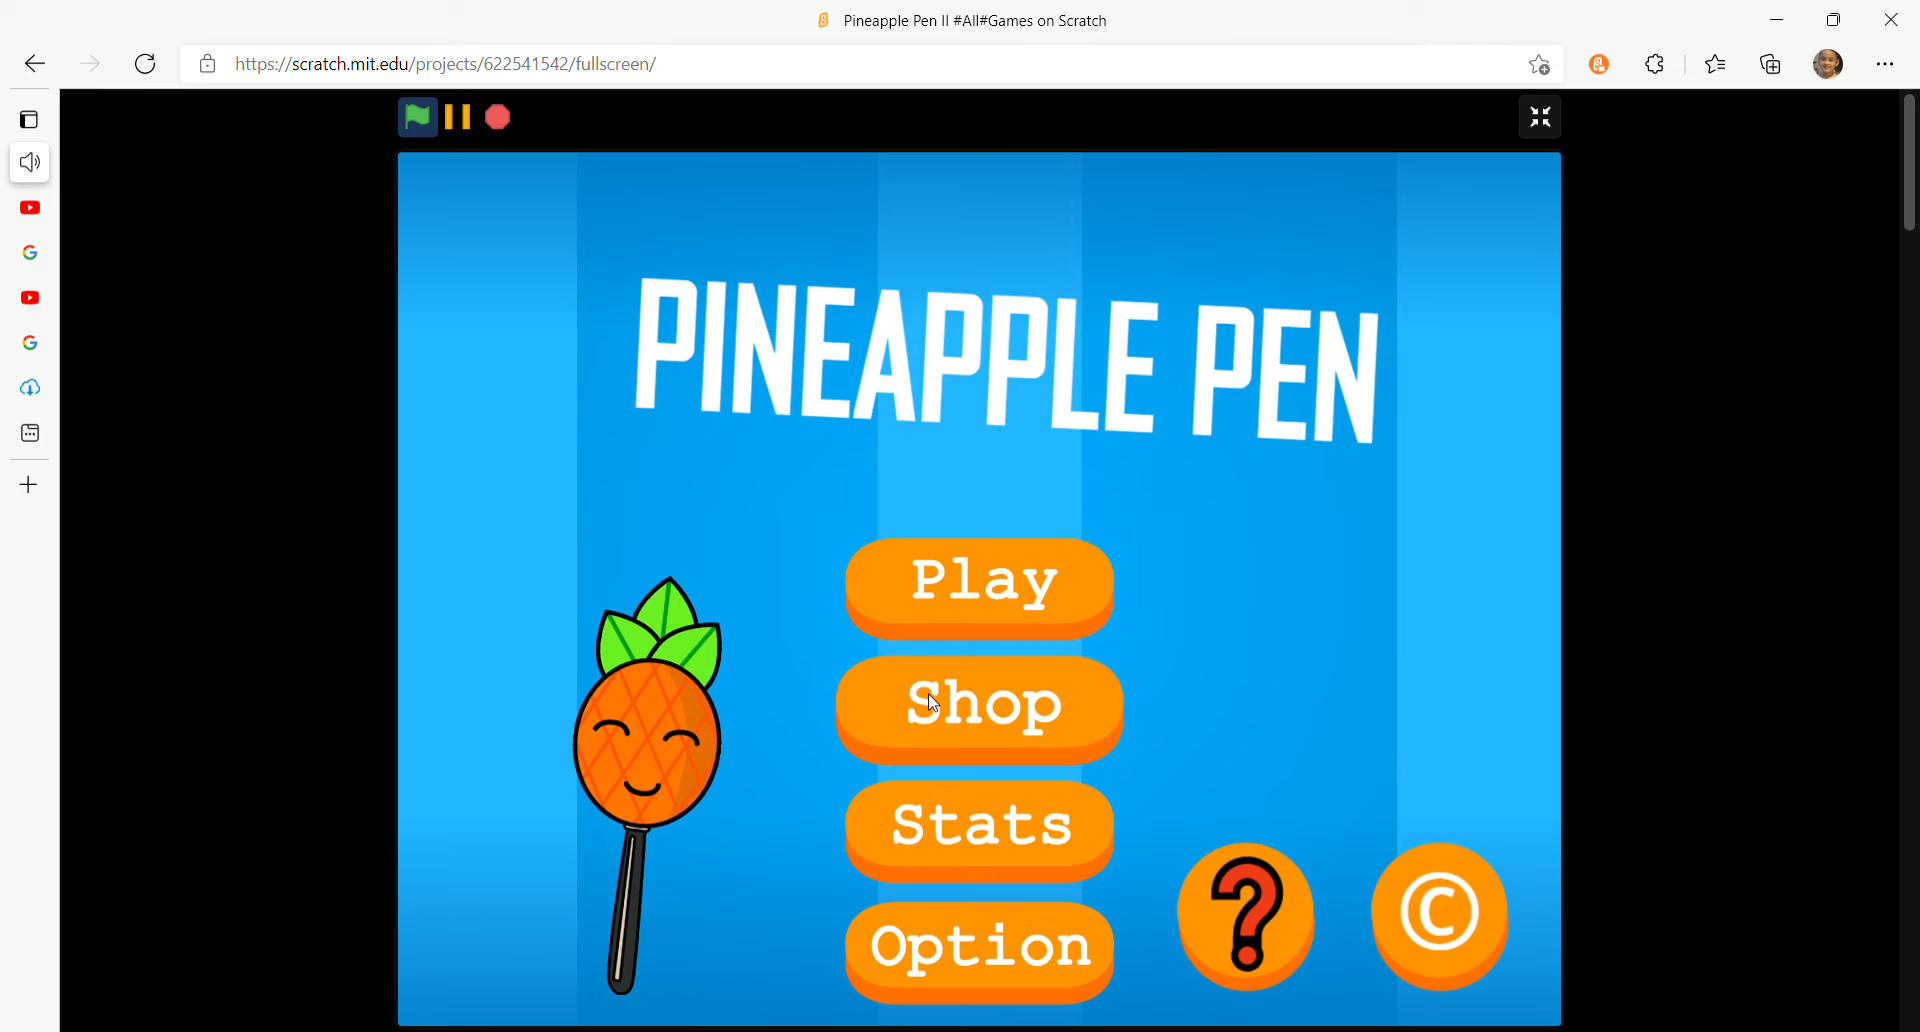 Pineapple Pen II #All#Games on Scratch
https://scratch.mit.edu/projects/622541542/fullscreen/
PINEAPPLE PEN
Play
Shop
Stats
Option
? ©